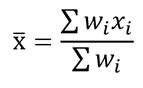 x̄ = ∑ wᵢxᵢ / ∑ wᵢ